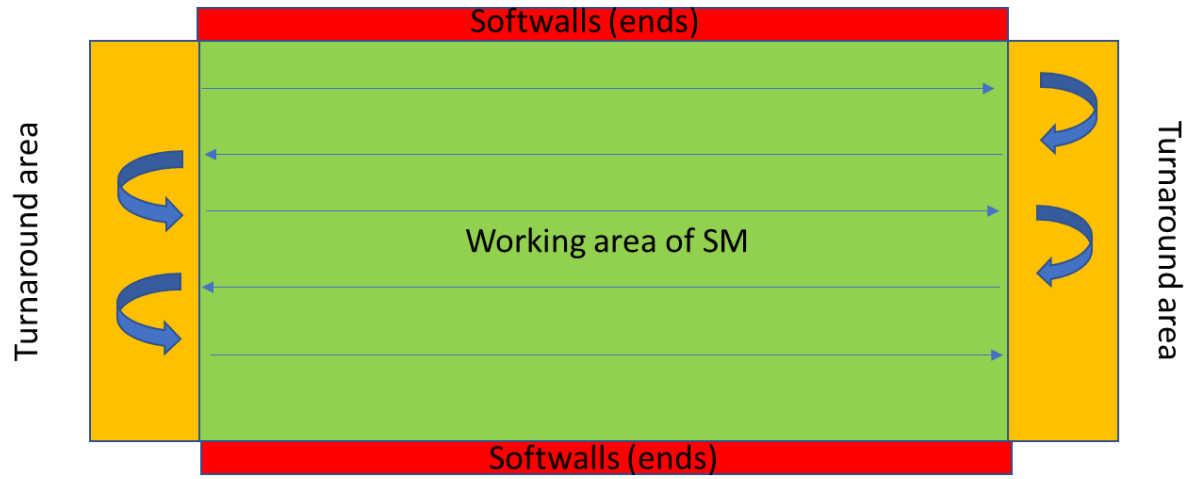 Softwalls (ends)
Turnaround area
Working area of SM
Turnaround area
Softwalls (ends)